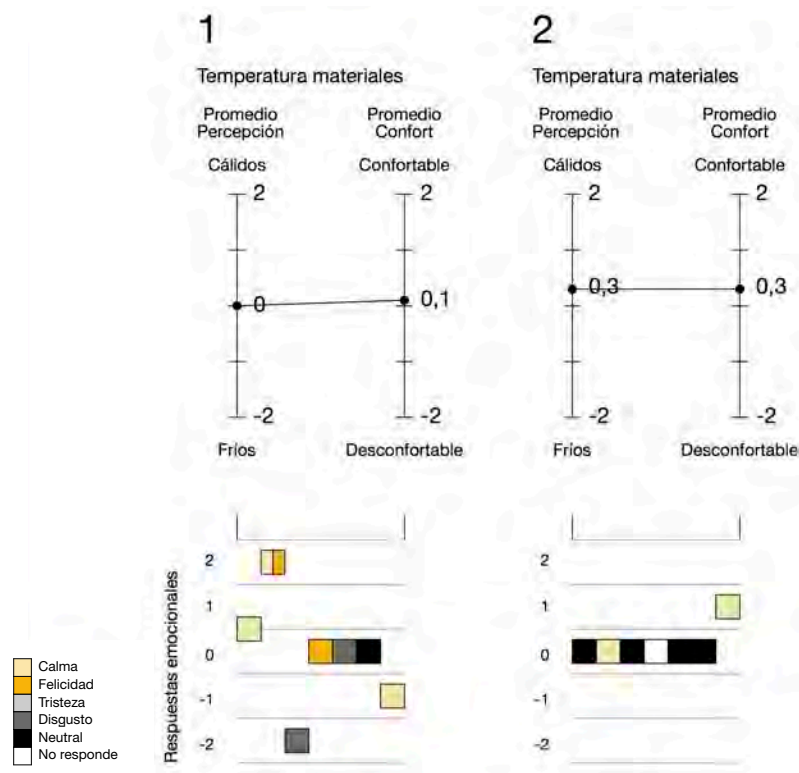 1
Temperatura materiales
Promedio Percepción
Promedio Confort
Cálidos
Confortable
2
2
0
0,1
-2
-2
Fríos
Desconfortable
2
Temperatura materiales
Promedio Percepción
Promedio Confort
Cálidos
Confortable
2
2
0,3
0,3
-2
-2
Fríos
Desconfortable
Respuestas emocionales
2
1
0
-1
-2
2
1
0
-1
-2
Calma
Felicidad
Tristeza
Disgusto
Neutral
No responde